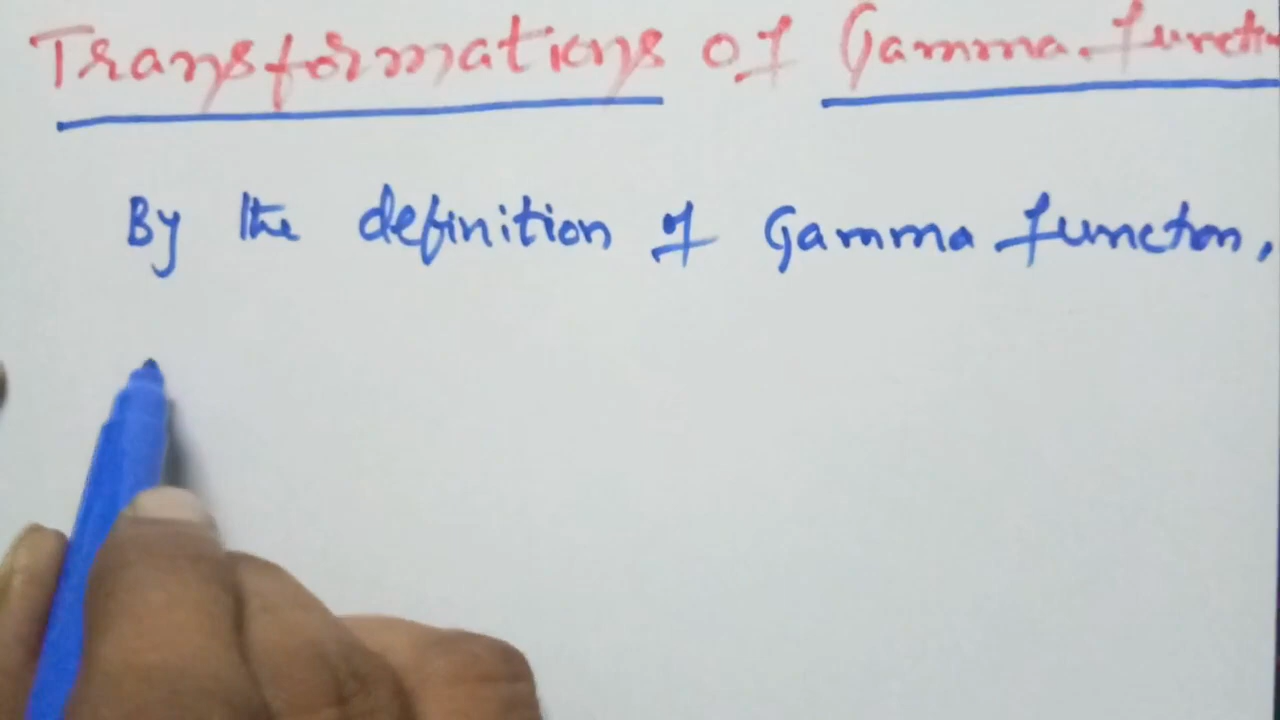 Transformations of Gamma function
By the definition of Gamma function,